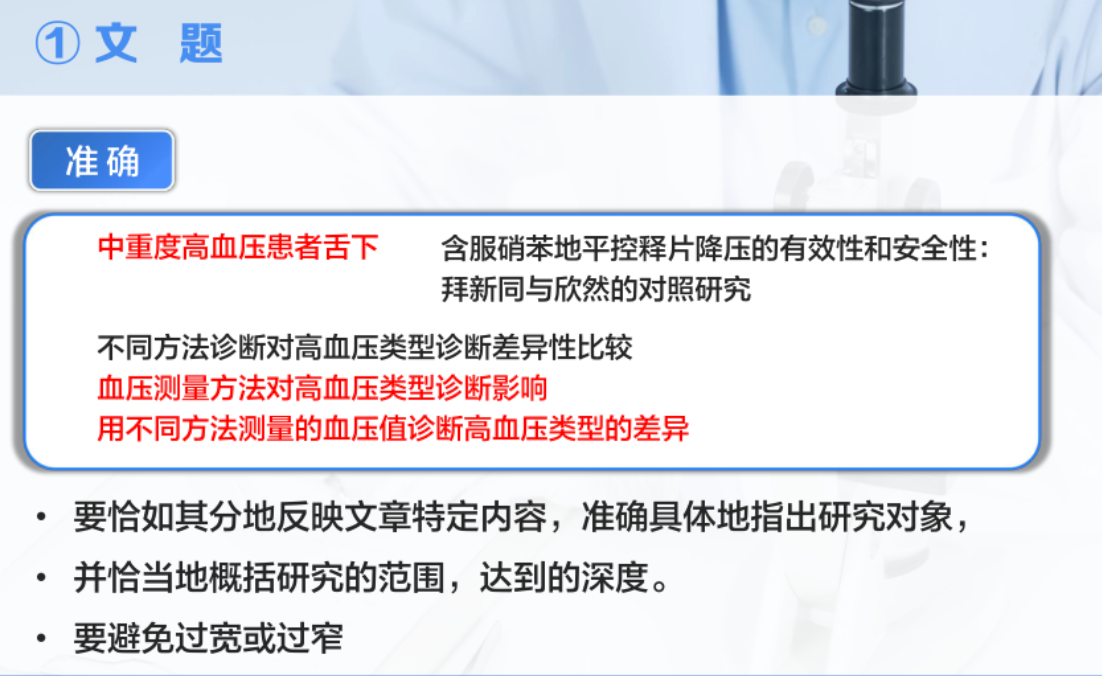 ① 文 题
准 确
中重度高血压患者舌下 含服硝苯地平控释片降压的有效性和安全性：
拜新同与欣然的对照研究
不同方法诊断对高血压类型诊断差异性比较
血压测量方法对高血压类型诊断影响
用不同方法测量的血压值诊断高血压类型的差异
• 要恰如其分地反映文章特定内容，准确具体地指出研究对象，
• 并恰当地概括研究的范围，达到的深度。
• 要避免过宽或过窄